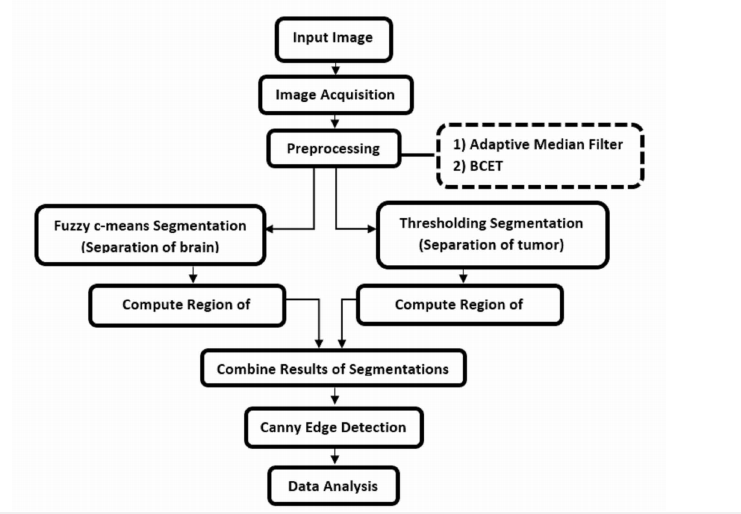 Input Image
Image Acquisition
Preprocessing
1) Adaptive Median Filter
2) BCET
Fuzzy c-means Segmentation
(Separation of brain)
Thresholding Segmentation
(Separation of tumor)
Compute Region of
Compute Region of
Combine Results of Segmentations
Canny Edge Detection
Data Analysis